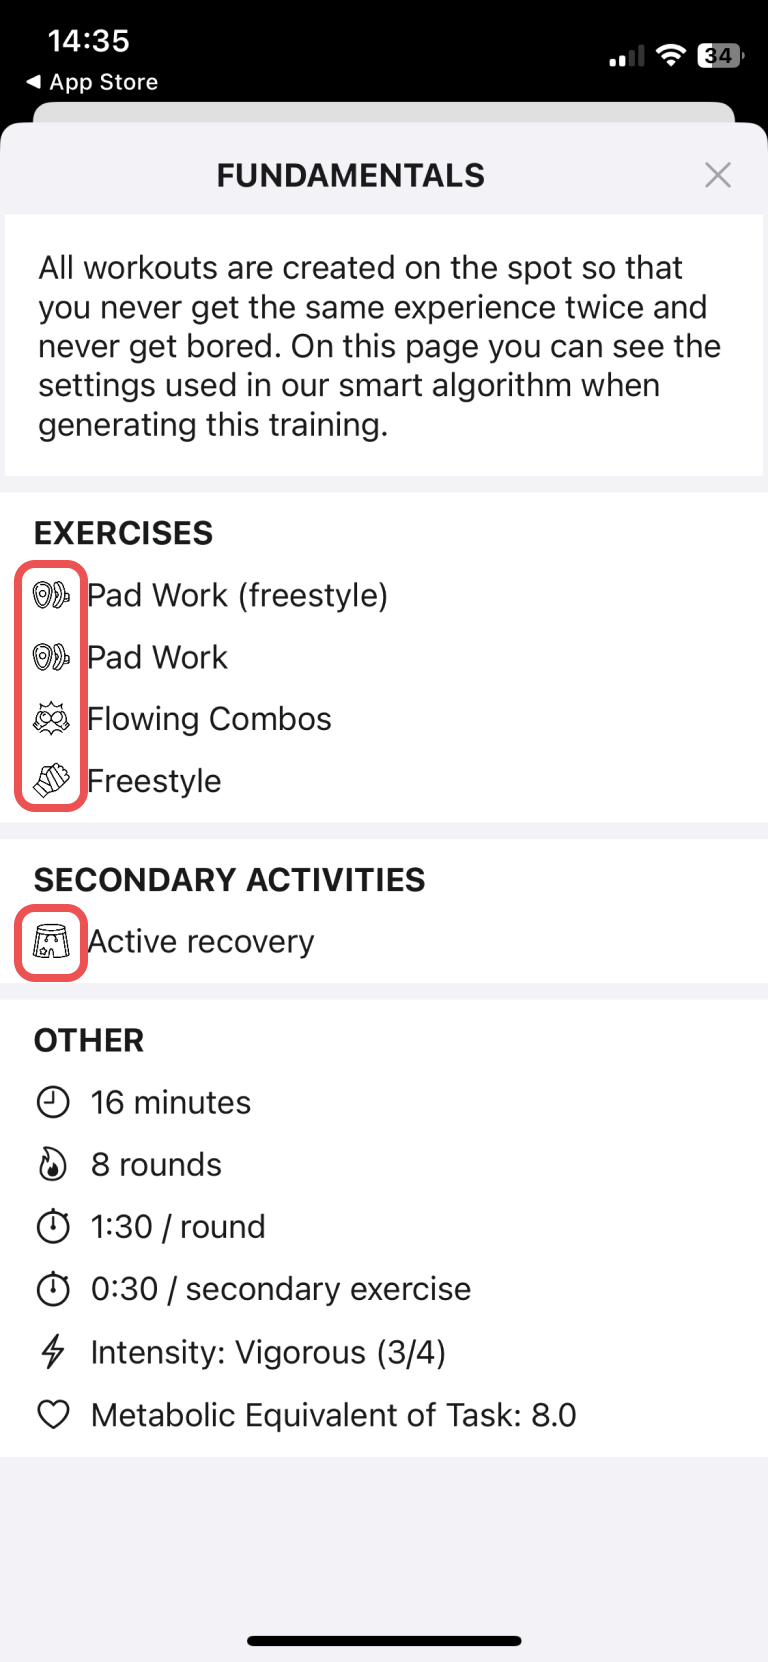 14:35
34
◀ App Store
FUNDAMENTALS
All workouts are created on the spot so that
you never get the same experience twice and
never get bored. On this page you can see the
settings used in our smart algorithm when
generating this training.
EXERCISES
Pad Work (freestyle)
Pad Work
Flowing Combos
Freestyle
SECONDARY ACTIVITIES
Active recovery
OTHER
16 minutes
8 rounds
1:30 / round
0:30 / secondary exercise
Intensity: Vigorous (3/4)
Metabolic Equivalent of Task: 8.0